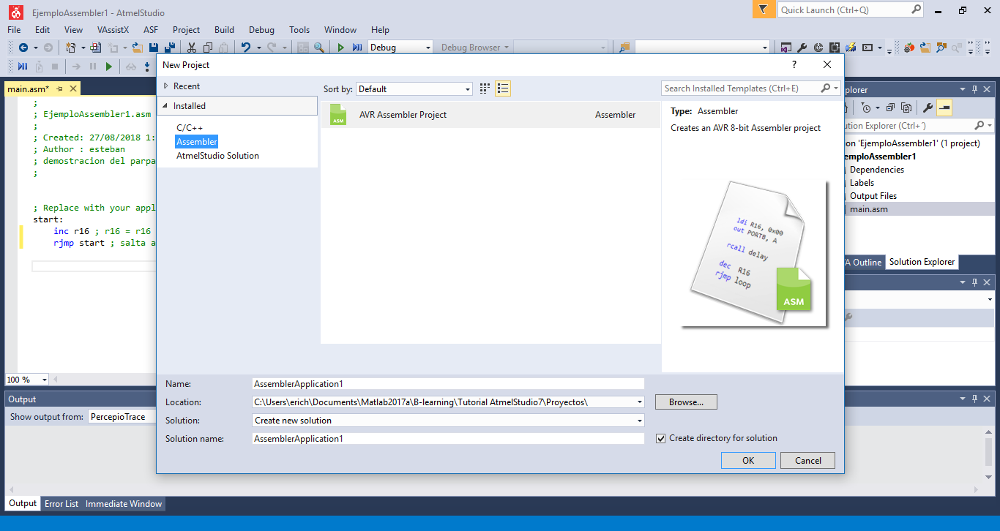 EjemploAssembler1 - AtmelStudio
Quick Launch (Ctrl+Q)
File Edit View VAssistX ASF Project Build Debug Tools Window Help
Debug
Debug Browser
New Project
?
main.asm*
;
; EjemploAssembler1.asm
;
; Created: 27/08/2018 1:
; Author : esteban
; demostracion del parpa
;
; Replace with your appl
start:
inc r16 ; r16 = r16
rjmp start ; salta a
100 %
Recent
Installed
C/C++
Assembler
AtmelStudio Solution
Sort by: Default
AVR Assembler Project Assembler
Search Installed Templates (Ctrl+E)
Type: Assembler
Creates an AVR 8-bit Assembler project
ldi R16, 0x00
out PORTB, A
rcall delay
dec R16
rjmp loop
ASM
ASM
Name: AssemblerApplication1
Location: C:\Users\erich\Documents\Matlab2017a\B-learning\Tutorial AtmelStudio7\Proyectos\
Browse...
Solution: Create new solution
Solution name: AssemblerApplication1
Create directory for solution
OK Cancel
plorer
ution Explorer (Ctrl+´)
on 'EjemploAssembler1' (1 project)
emploAssembler1
Dependencies
Labels
Output Files
main.asm
A Outline Solution Explorer
Output
Show output from: PercepioTrace
Output Error List Immediate Window